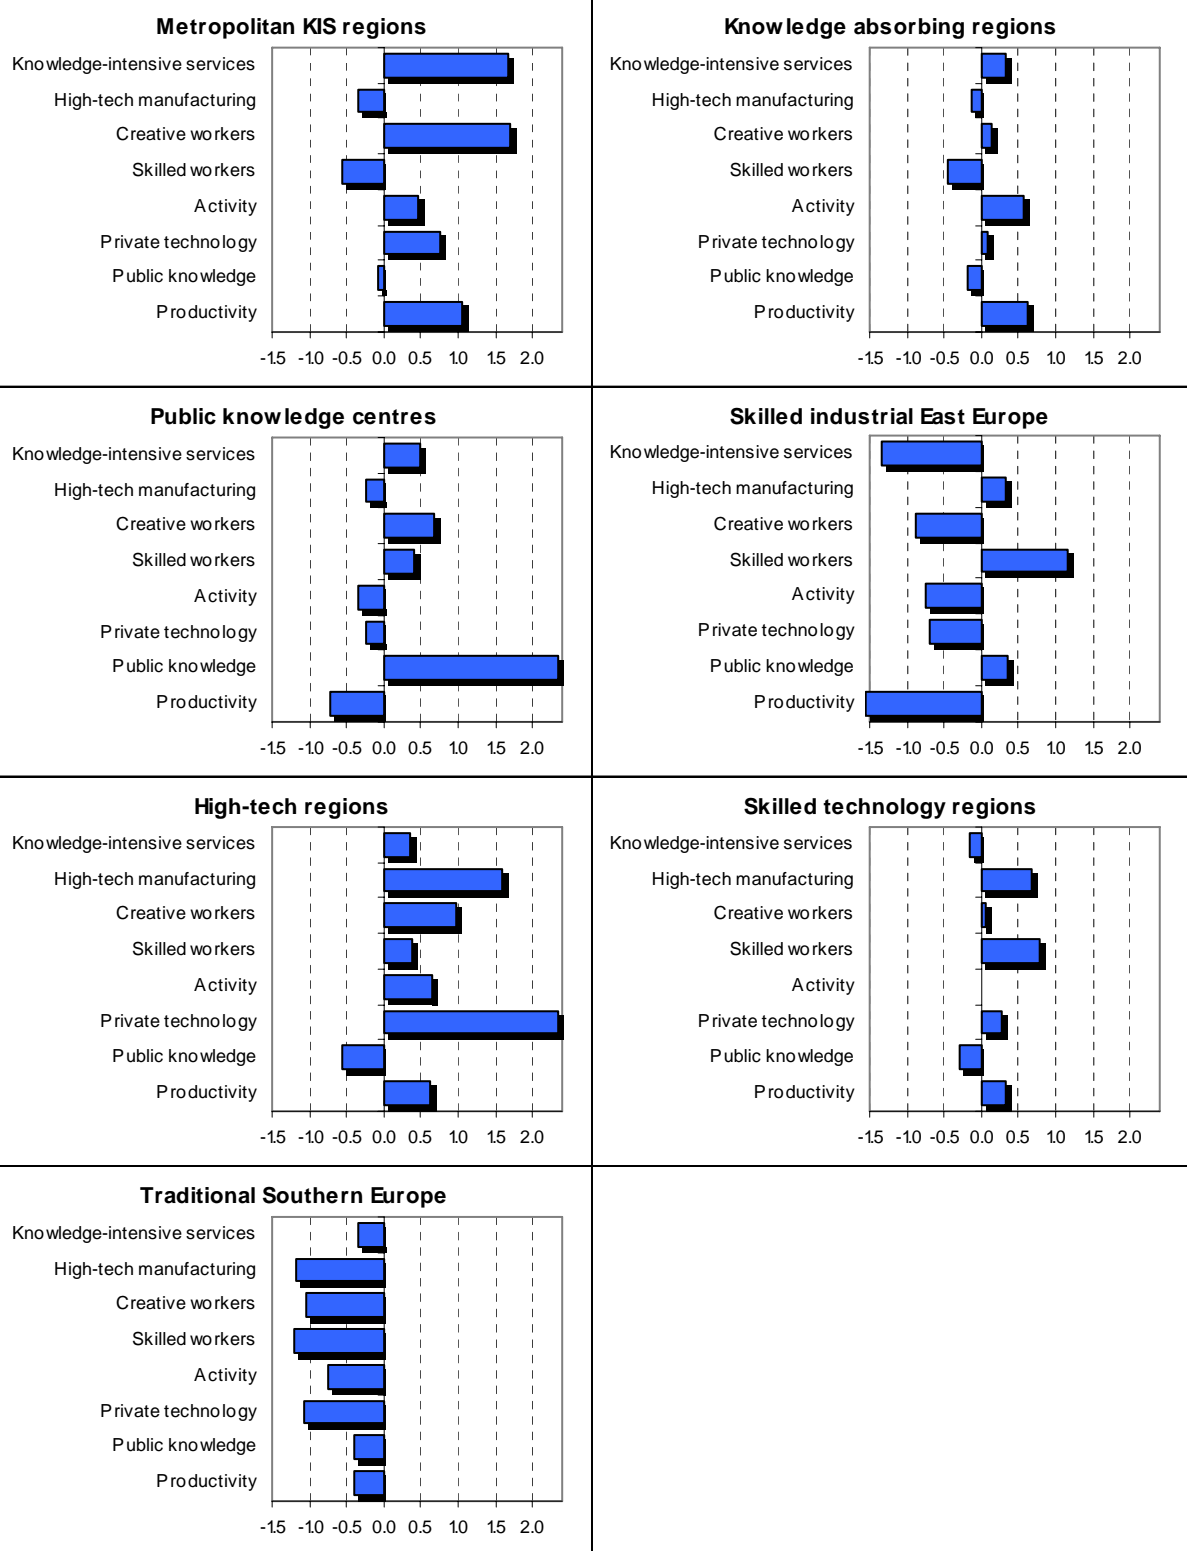 Metropolitan KIS regions
Knowledge-intensive services
High-tech manufacturing
Creative workers
Skilled workers
Activity
Private technology
Public knowledge
Productivity
-1.5 -1.0 -0.5 0.0 0.5 1.0 1.5 2.0
Knowledge absorbing regions
Knowledge-intensive services
High-tech manufacturing
Creative workers
Skilled workers
Activity
Private technology
Public knowledge
Productivity
-1.5 -1.0 -0.5 0.0 0.5 1.0 1.5 2.0
Public knowledge centres
Knowledge-intensive services
High-tech manufacturing
Creative workers
Skilled workers
Activity
Private technology
Public knowledge
Productivity
-1.5 -1.0 -0.5 0.0 0.5 1.0 1.5 2.0
Skilled industrial East Europe
Knowledge-intensive services
High-tech manufacturing
Creative workers
Skilled workers
Activity
Private technology
Public knowledge
Productivity
-1.5 -1.0 -0.5 0.0 0.5 1.0 1.5 2.0
High-tech regions
Knowledge-intensive services
High-tech manufacturing
Creative workers
Skilled workers
Activity
Private technology
Public knowledge
Productivity
-1.5 -1.0 -0.5 0.0 0.5 1.0 1.5 2.0
Skilled technology regions
Knowledge-intensive services
High-tech manufacturing
Creative workers
Skilled workers
Activity
Private technology
Public knowledge
Productivity
-1.5 -1.0 -0.5 0.0 0.5 1.0 1.5 2.0
Traditional Southern Europe
Knowledge-intensive services
High-tech manufacturing
Creative workers
Skilled workers
Activity
Private technology
Public knowledge
Productivity
-1.5 -1.0 -0.5 0.0 0.5 1.0 1.5 2.0